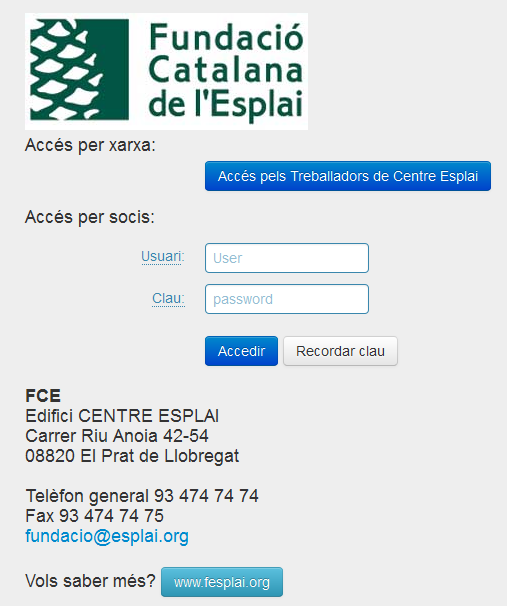 Fundació
Catalana
de l'Esplai
Accés per xarxa:
Accés pels Treballadors de Centre Esplai
Accés per socis:
Usuari: User
Clau: password
Accedir Recordar clau
FCE
Edifici CENTRE ESPLAI
Carrer Riu Anoia 42-54
08820 El Prat de Llobregat
Telèfon general 93 474 74 74
Fax 93 474 74 75
fundacio@esplai.org
Vols saber més? www.fesplai.org